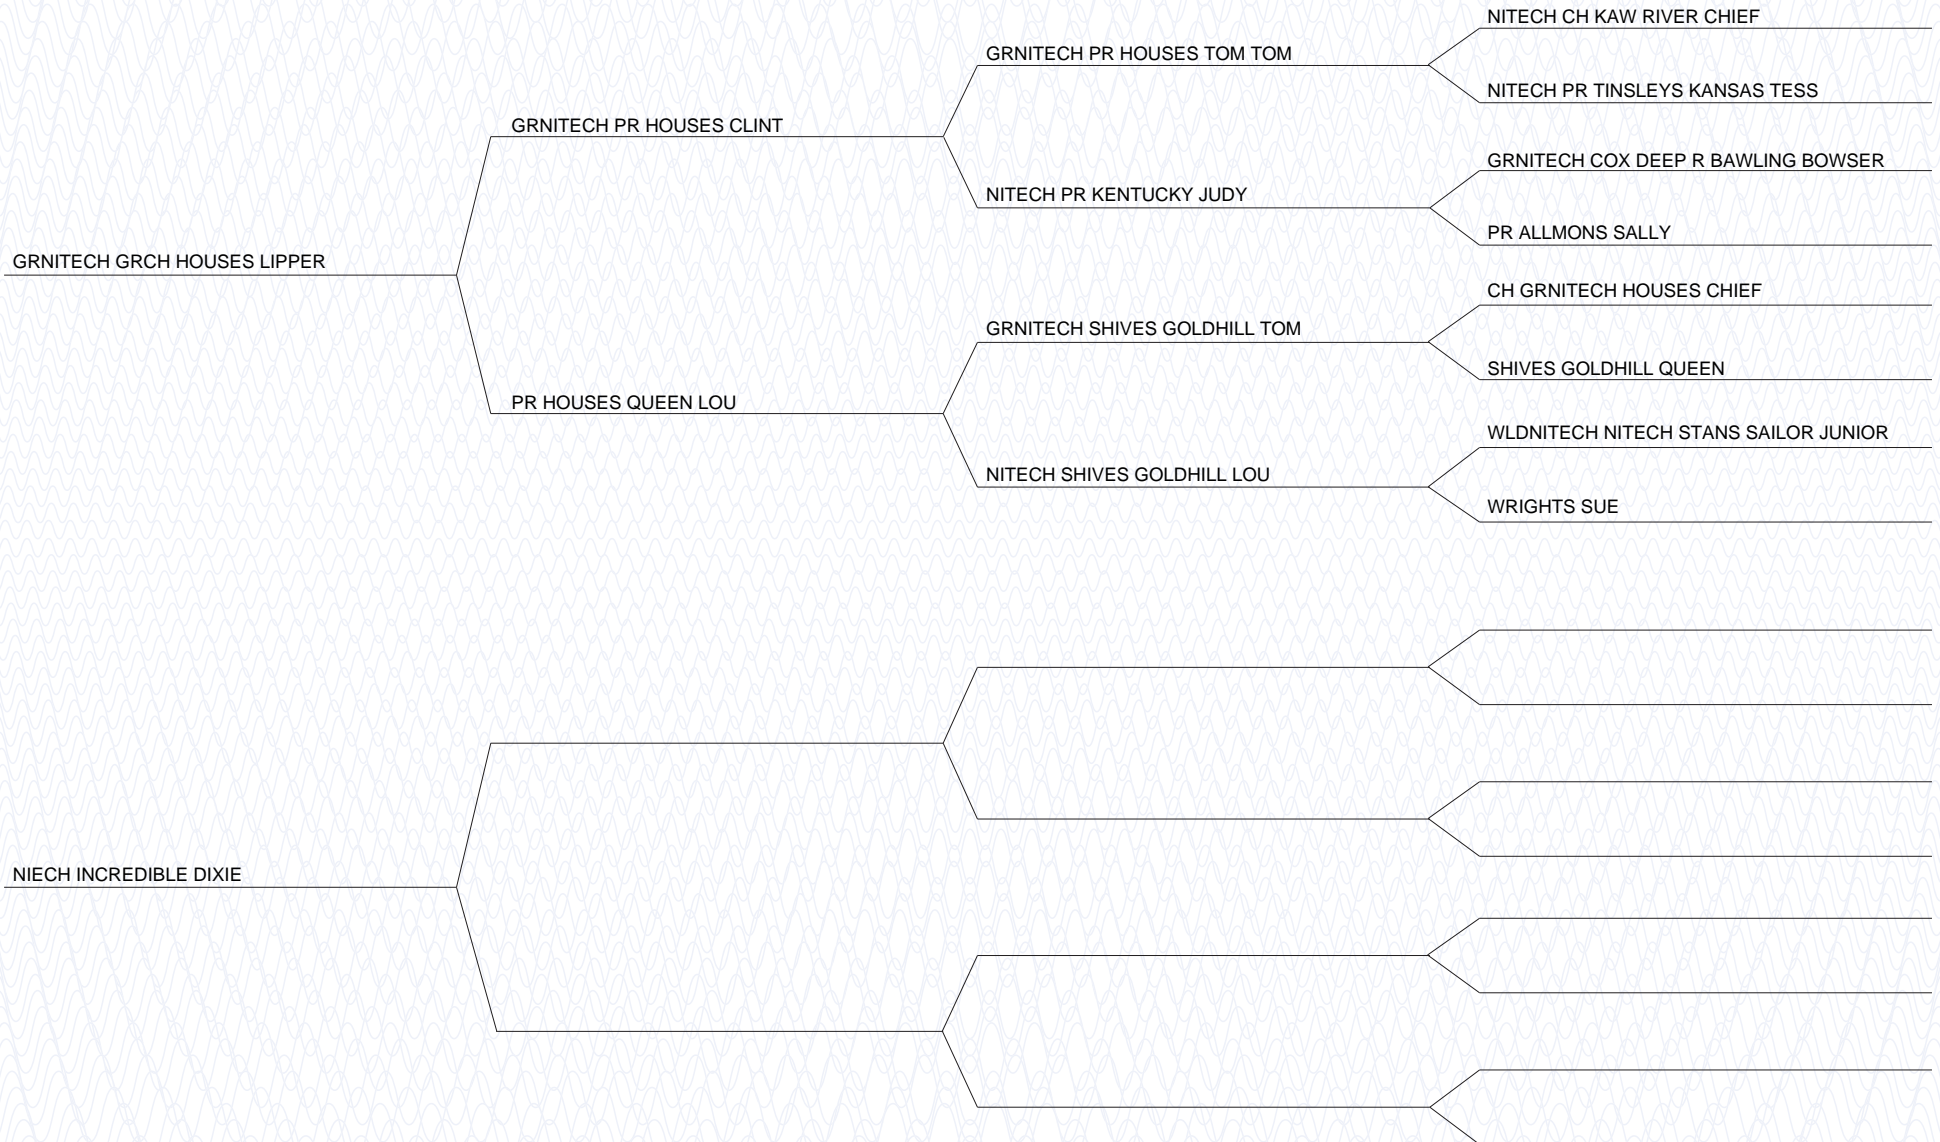 NITECH CH KAW RIVER CHIEF
GRNITECH PR HOUSES TOM TOM
NITECH PR TINSLEYS KANSAS TESS
GRNITECH PR HOUSES CLINT
GRNITECH COX DEEP R BAWLING BOWSER
NITECH PR KENTUCKY JUDY
PR ALLMONS SALLY
GRNITECH GRCH HOUSES LIPPER
CH GRNITECH HOUSES CHIEF
GRNITECH SHIVES GOLDHILL TOM
SHIVES GOLDHILL QUEEN
PR HOUSES QUEEN LOU
WLDNITECH NITECH STANS SAILOR JUNIOR
NITECH SHIVES GOLDHILL LOU
WRIGHTS SUE
NIECH INCREDIBLE DIXIE